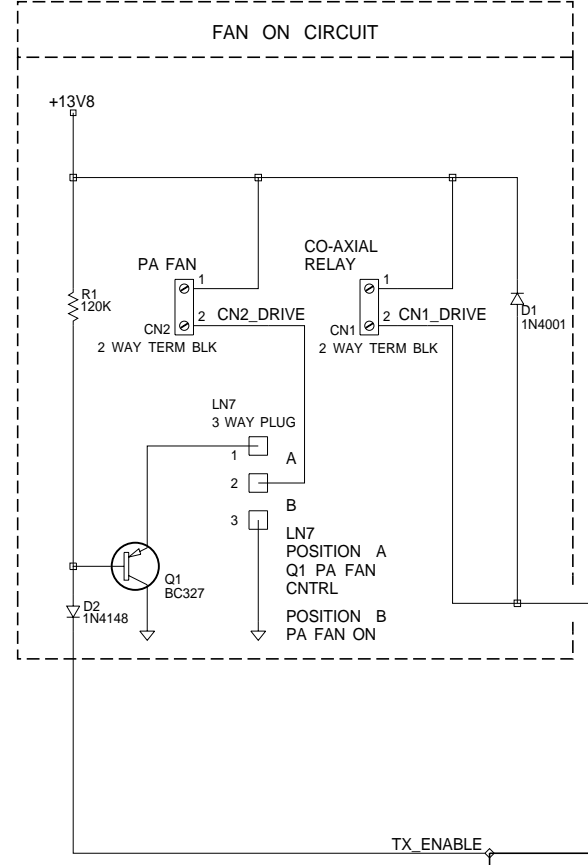 FAN ON CIRCUIT
+13V8
CO-AXIAL
RELAY
PA FAN
1
1
R1
120K
2
CN2_DRIVE
2
CN1_DRIVE
D1
1N4001
CN2
CN1
2 WAY TERM BLK
2 WAY TERM BLK
LN7
3 WAY PLUG
1
A
2
B
3
LN7
POSITION A
Q1 PA FAN
CNTRL
POSITION B
PA FAN ON
Q1
BC327
D2
1N4148
TX_ENABLE